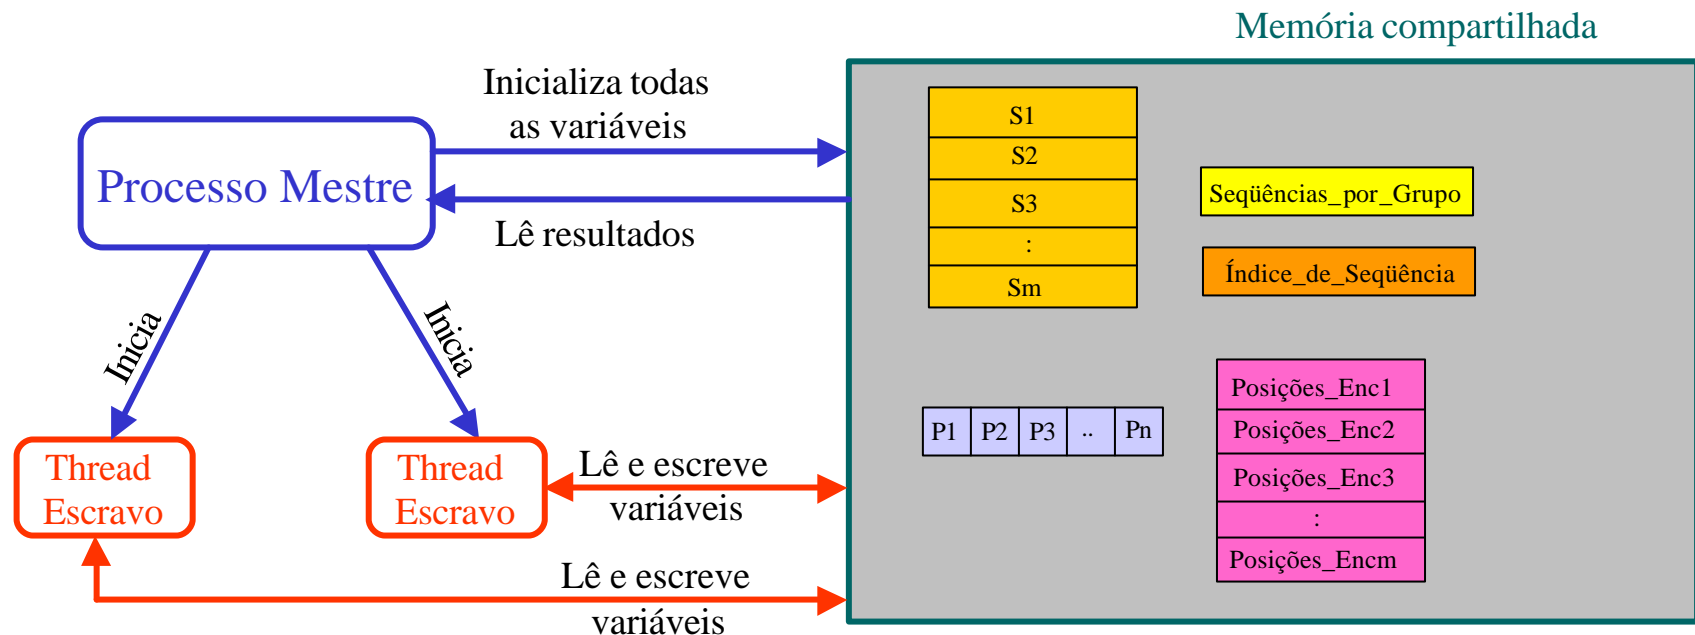 Memória compartilhada
Inicializa todas
as variáveis
Processo Mestre
Lê resultados
Inicia
Inicia
Thread
Escravo
Thread
Escravo
Lê e escreve
variáveis
Lê e escreve
variáveis
S1
S2
S3
:
Sm
Seqüências_por_Grupo
Índice_de_Seqüência
P1 P2 P3 .. Pn
Posições_Enc1
Posições_Enc2
Posições_Enc3
:
Posições_Encm